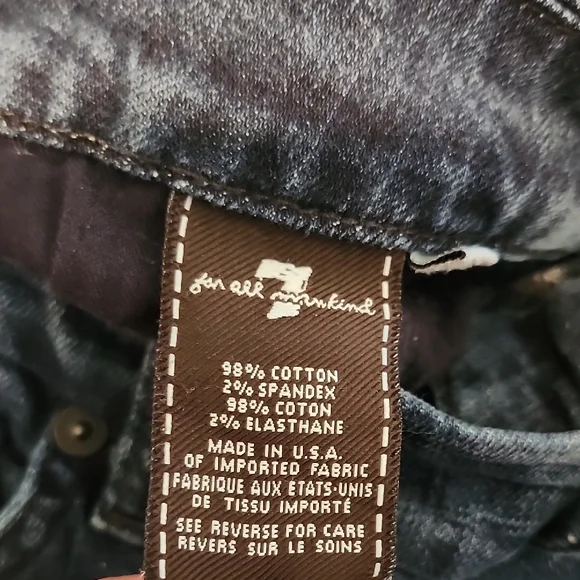 7
for all mankind
98% COTTON
2% SPANDEX
98% COTON
2% ELASTHANE
MADE IN U.S.A.
OF IMPORTED FABRIC
FABRIQUE AUX ETATS-UNIS
DE TISSU IMPORTÉ
SEE REVERSE FOR CARE
REVERS SUR LE SOINS